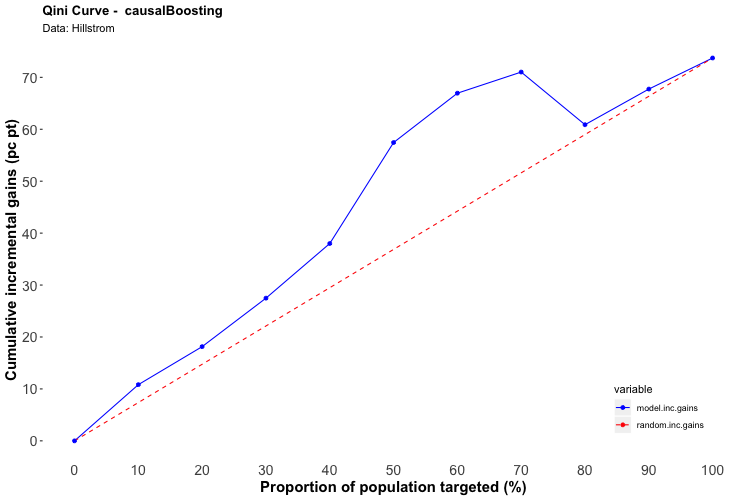 Qini Curve -  causalBoosting
Data: Hillstrom
Cumulative incremental gains (pc pt)
70
60
50
40
30
20
10
0
variable
model.inc.gains
random.inc.gains
0 10 20 30 40 50 60 70 80 90 100
Proportion of population targeted (%)